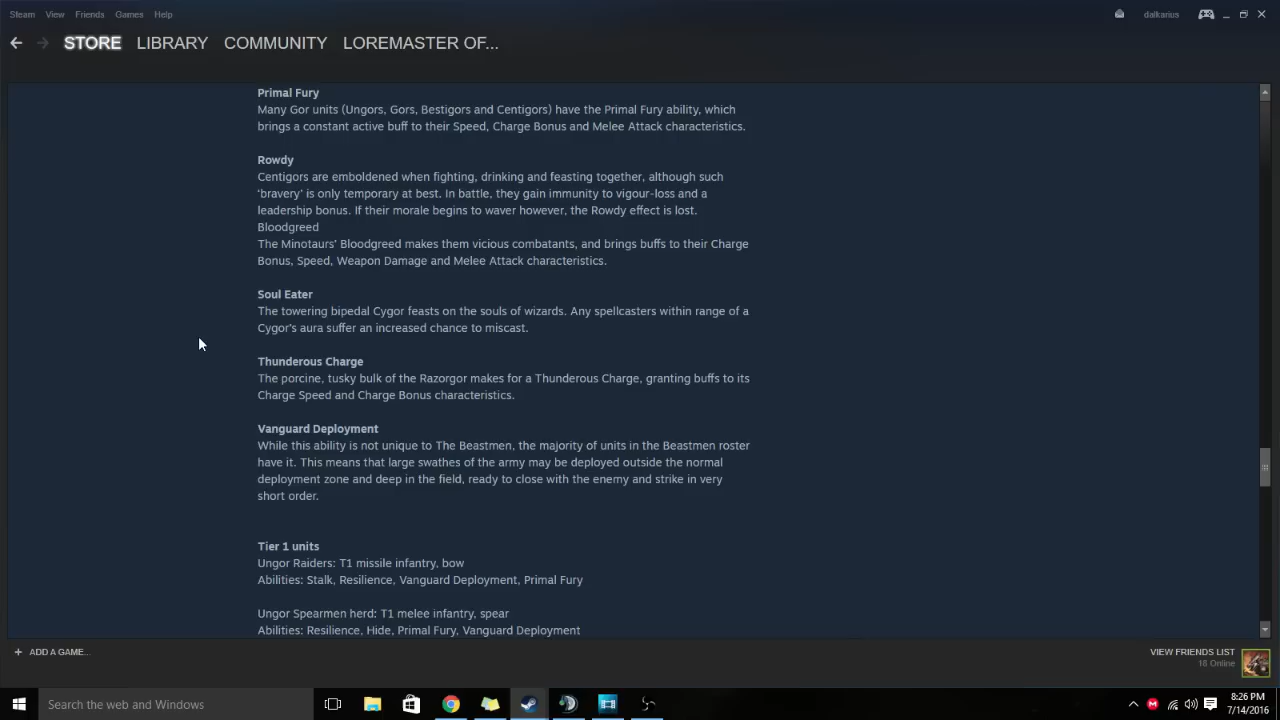 Steam View Friends Games Help
dalkarius
STORE LIBRARY COMMUNITY LOREMASTER OF...
Primal Fury
Many Gor units (Ungors, Gors, Bestigors and Centigors) have the Primal Fury ability, which
brings a constant active buff to their Speed, Charge Bonus and Melee Attack characteristics.
Rowdy
Centigors are emboldened when fighting, drinking and feasting together, although such
‘bravery’ is only temporary at best. In battle, they gain immunity to vigour-loss and a
leadership bonus. If their morale begins to waver however, the Rowdy effect is lost.
Bloodgreed
The Minotaurs’ Bloodgreed makes them vicious combatants, and brings buffs to their Charge
Bonus, Speed, Weapon Damage and Melee Attack characteristics.
Soul Eater
The towering bipedal Cygor feasts on the souls of wizards. Any spellcasters within range of a
Cygor’s aura suffer an increased chance to miscast.
Thunderous Charge
The porcine, tusky bulk of the Razorgor makes for a Thunderous Charge, granting buffs to its
Charge Speed and Charge Bonus characteristics.
Vanguard Deployment
While this ability is not unique to The Beastmen, the majority of units in the Beastmen roster
have it. This means that large swathes of the army may be deployed outside the normal
deployment zone and deep in the field, ready to close with the enemy and strike in very
short order.
Tier 1 units
Ungor Raiders: T1 missile infantry, bow
Abilities: Stalk, Resilience, Vanguard Deployment, Primal Fury
Ungor Spearmen herd: T1 melee infantry, spear
Abilities: Resilience, Hide, Primal Fury, Vanguard Deployment
+ ADD A GAME...
VIEW FRIENDS LIST
16 Online
Search the web and Windows
8:26 PM
7/14/2016